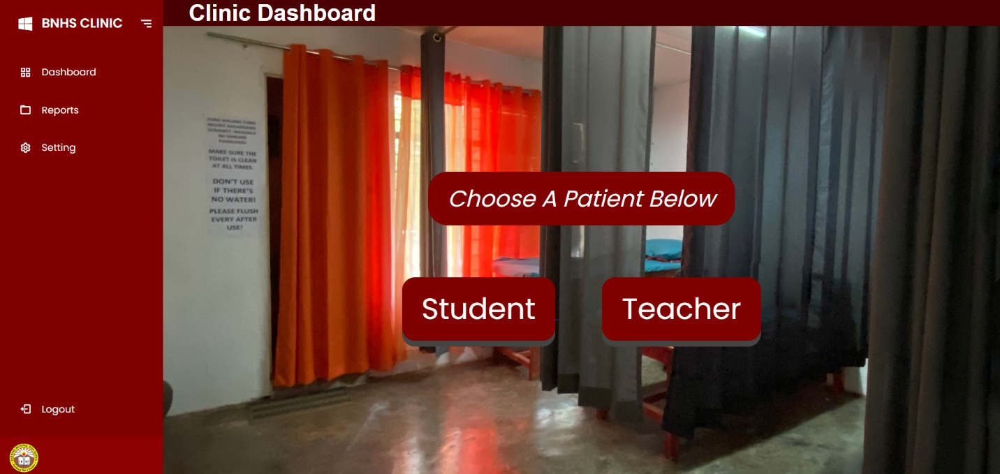 BNHS CLINIC
Clinic Dashboard
Dashboard
Reports
Setting
MAKE SURE THE
TOILET IS CLEAN
AT ALL TIMES.
DON'T USE
IF THERE'S
NO WATER!
PLEASE FLUSH
EVERY AFTER
USE!
Choose A Patient Below
Student
Teacher
Logout